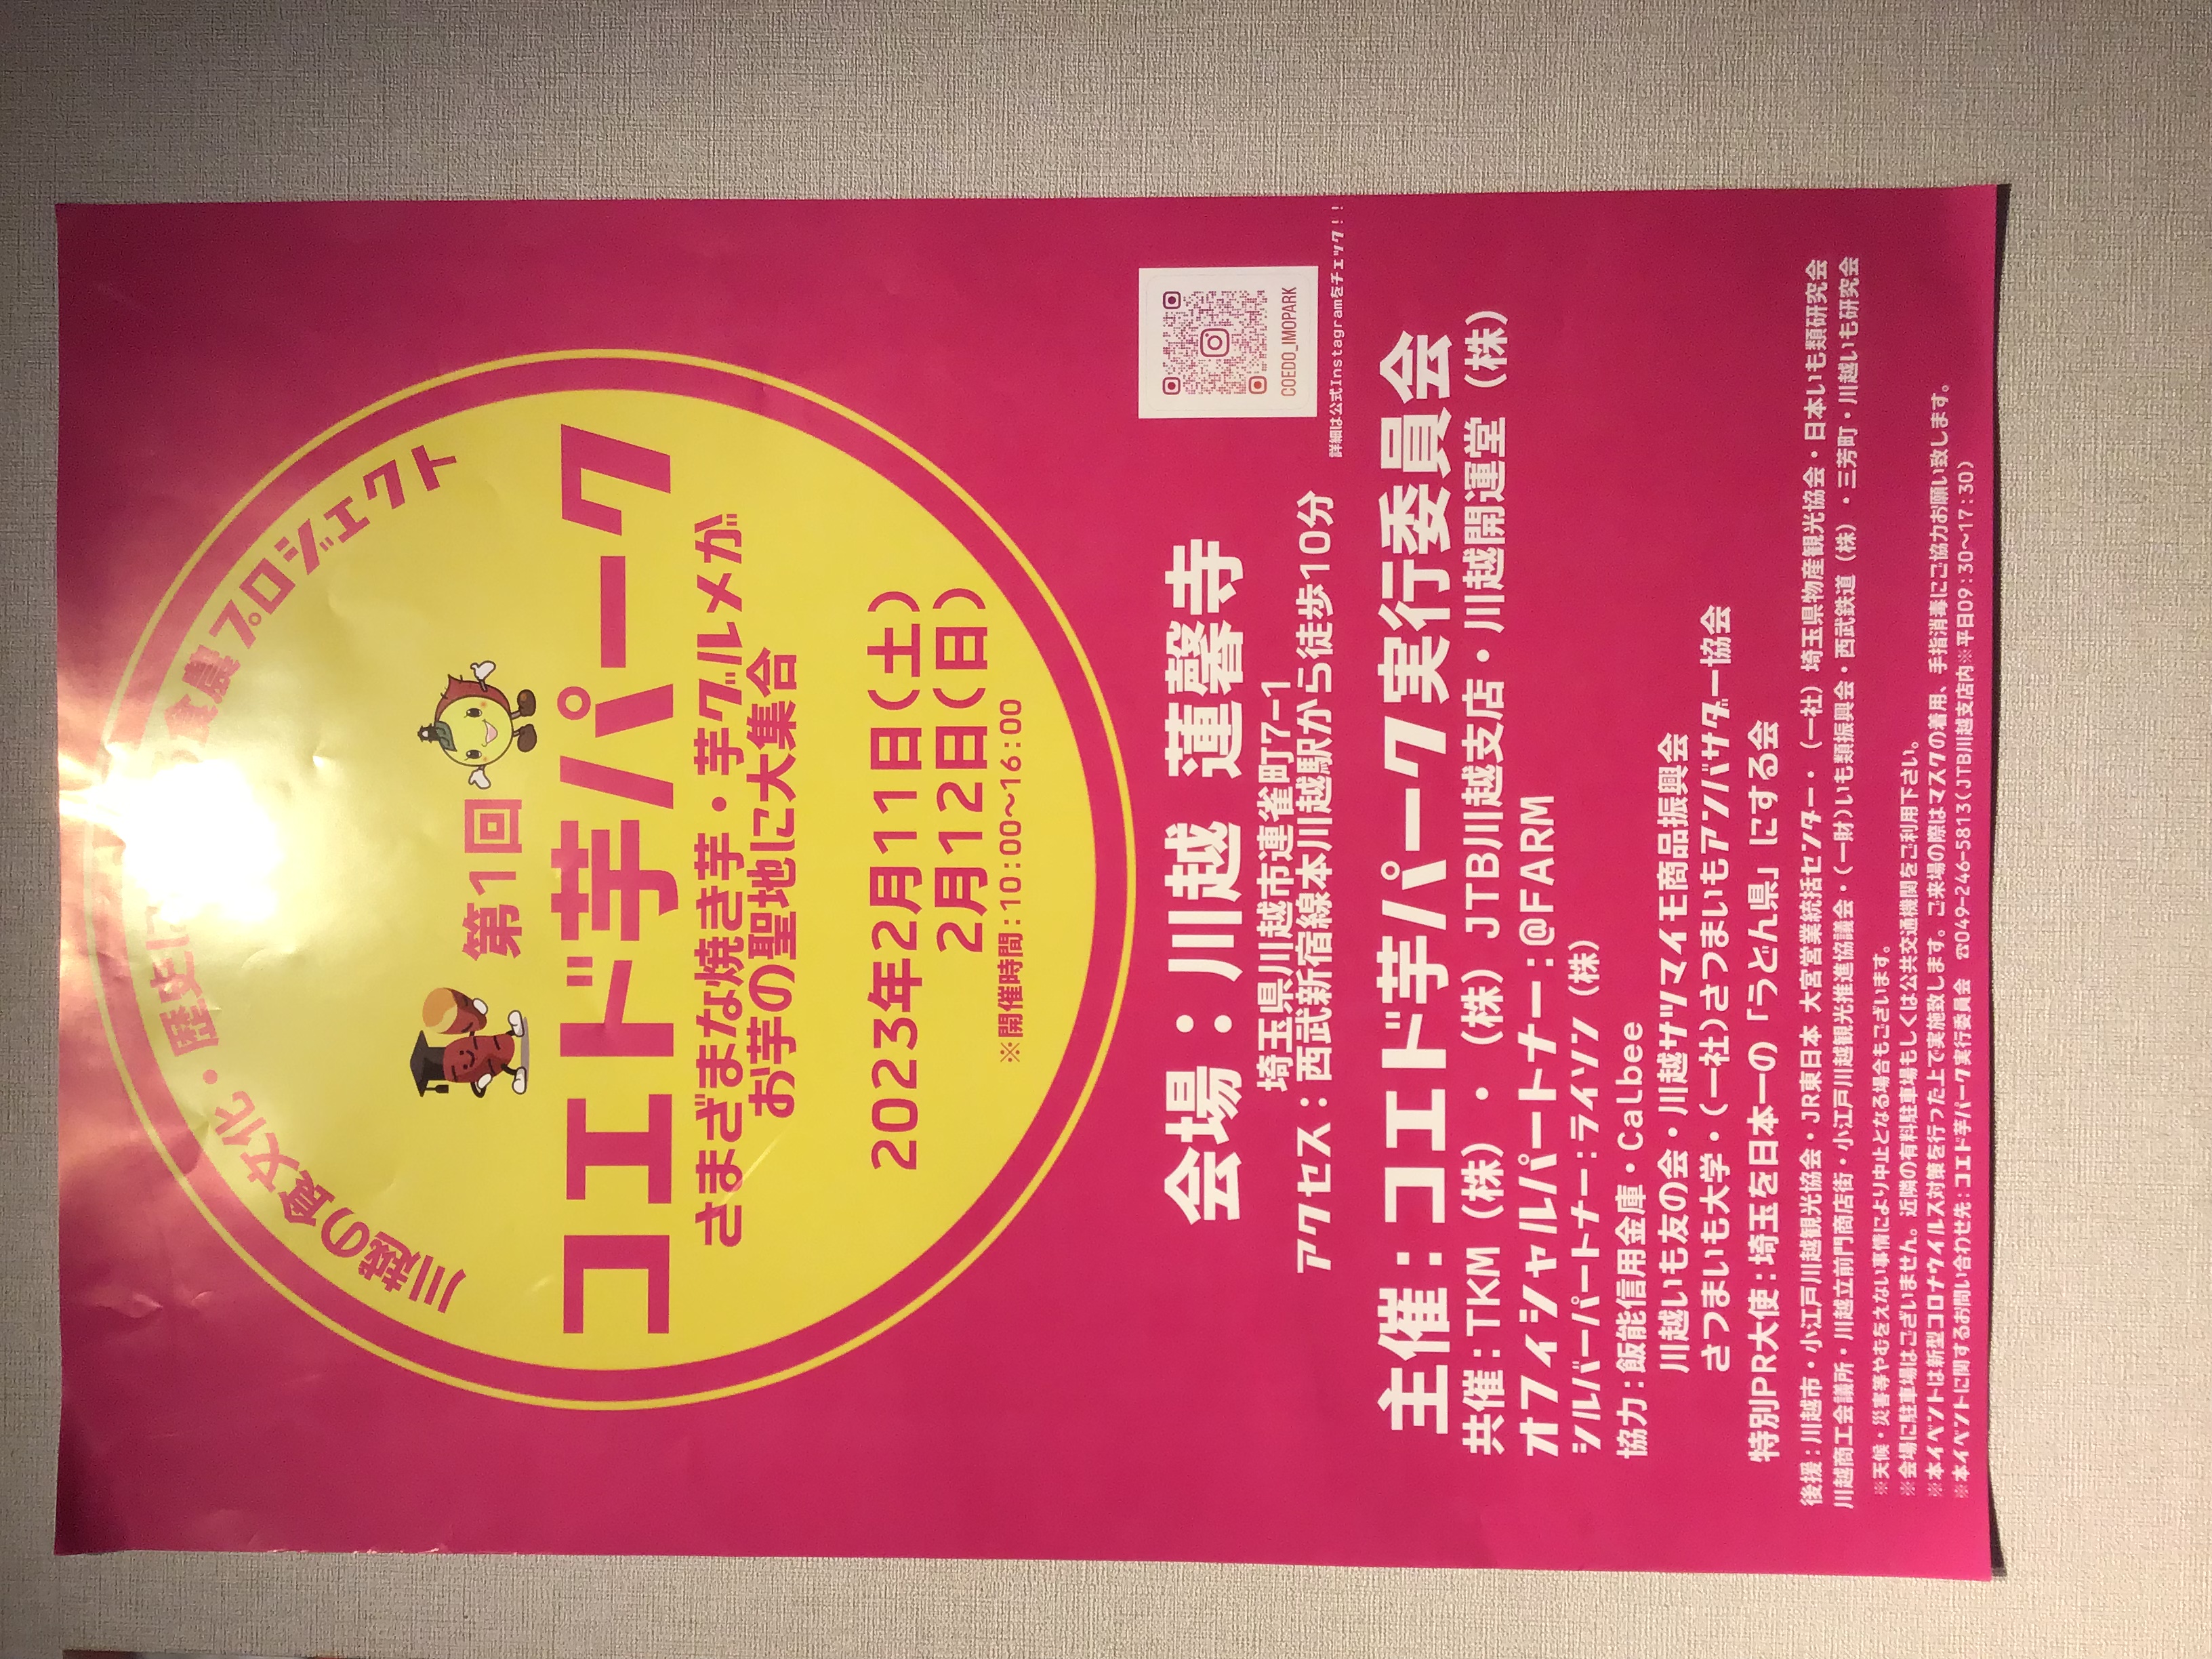 川越の食文化・歴史に 食農プロジェクト
第1回
コエド芋パーク
さまざまな焼き芋・芋グルメが
お芋の聖地に大集合
2023年2月11日(土)
2月12日(日)
※開催時間:10:00〜16:00
会場:川越 蓮馨寺
埼玉県川越市連雀町7-1
アクセス:西武新宿線本川越駅から徒歩10分
COEDO_IMOPARK
詳細は公式Instagramをチェック!!
主催:コエド芋パーク実行委員会
共催:TKM(株)・(株)JTB川越支店・川越開運堂(株)
オフィシャルパートナー:@FARM
シルバーパートナー:ライソン(株)
協力:飯能信用金庫・Calbee
川越いも友の会・川越サツマイモ商品振興会
さつまいも大学・(一社)さつまいもアンバサダー協会
特別PR大使:埼玉を日本一の「うどん県」にする会
後援:川越市・小江戸川越観光協会・JR東日本 大宮営業統括センター・(一社)埼玉県物産観光協会・日本いも類研究会
川越商工会議所・川越立前門商店街・小江戸川越観光推進協議会・(一財)いも類振興会・西武鉄道(株)・三芳町・川越いも研究会
※天候・災害等やむをえない事情により中止となる場合もございます。
※会場に駐車場はございません。近隣の有料駐車場もしくは公共交通機関をご利用下さい。
※本イベントは新型コロナウイルス対策を行った上で実施致します。ご来場の際はマスクの着用、手指消毒にご協力お願い致します。
※本イベントに関するお問い合わせ先:コエド芋パーク実行委員会 ☎049-246-5813(JTB川越支店内※平日09:30〜17:30)